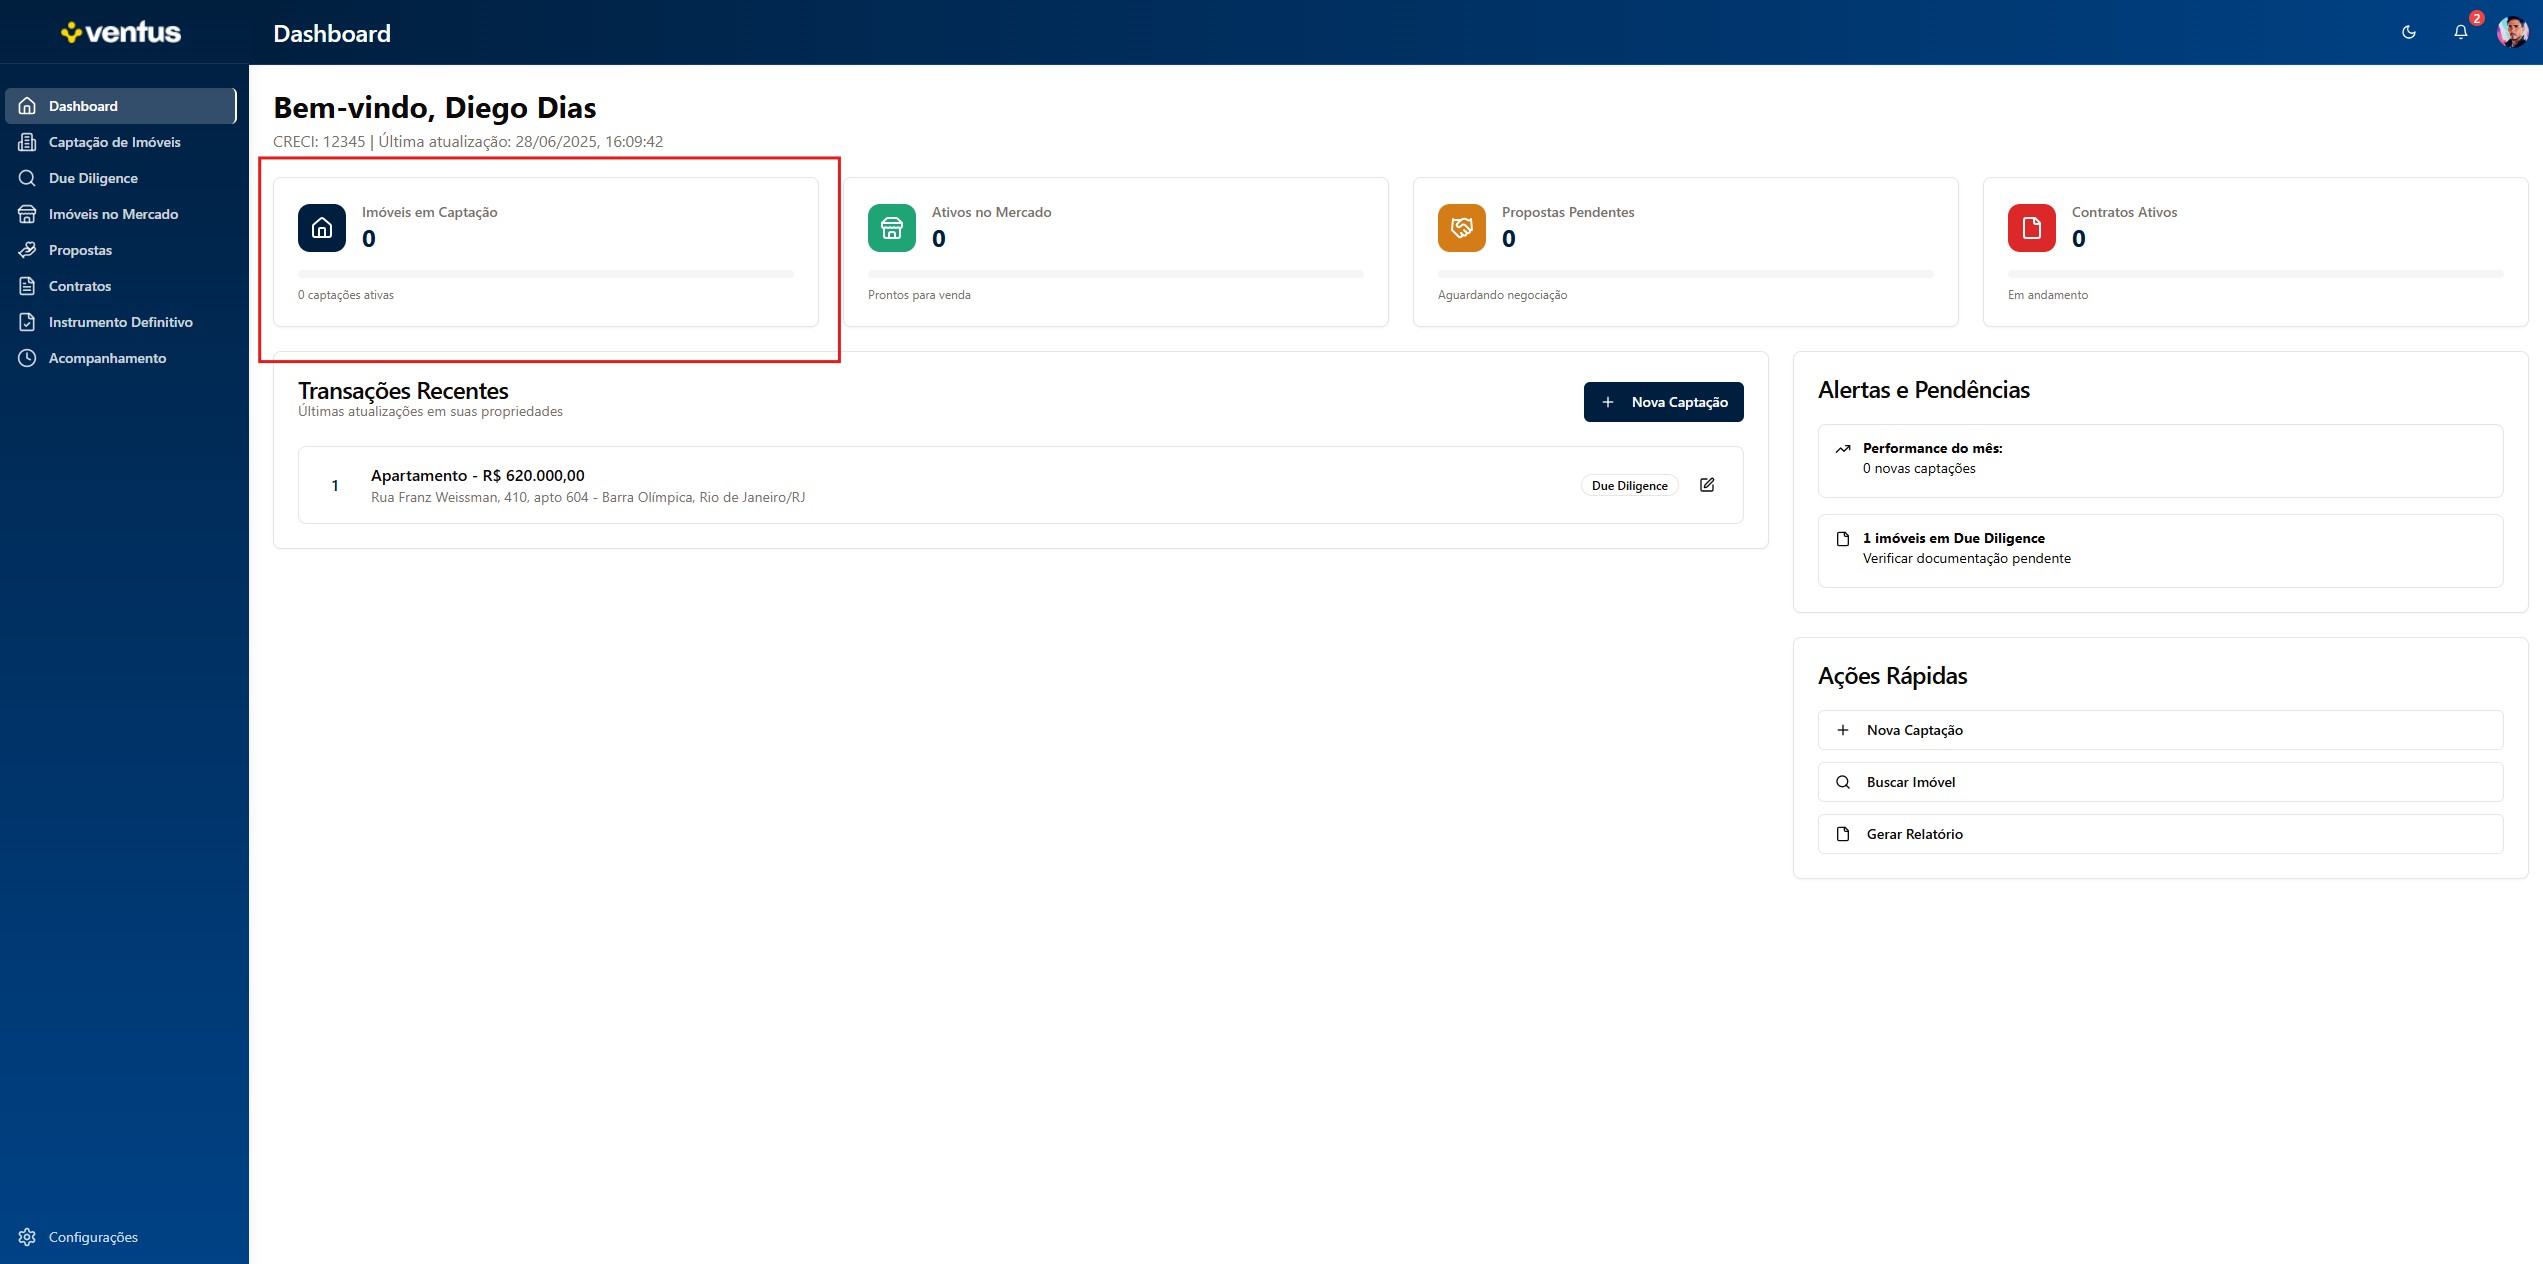 ventus
Dashboard
2
Dashboard
Captação de Imóveis
Due Diligence
Imóveis no Mercado
Propostas
Contratos
Instrumento Definitivo
Acompanhamento
Configurações
Bem-vindo, Diego Dias
CRECI: 12345 | Última atualização: 28/06/2025, 16:09:42
Imóveis em Captação
0
0 captações ativas
Ativos no Mercado
0
Prontos para venda
Propostas Pendentes
0
Aguardando negociação
Contratos Ativos
0
Em andamento
Transações Recentes
Últimas atualizações em suas propriedades
Nova Captação
1
Apartamento - R$ 620.000,00
Rua Franz Weissman, 410, apto 604 - Barra Olímpica, Rio de Janeiro/RJ
Due Diligence
Alertas e Pendências
Performance do mês:
0 novas captações
1 imóveis em Due Diligence
Verificar documentação pendente
Ações Rápidas
Nova Captação
Buscar Imóvel
Gerar Relatório